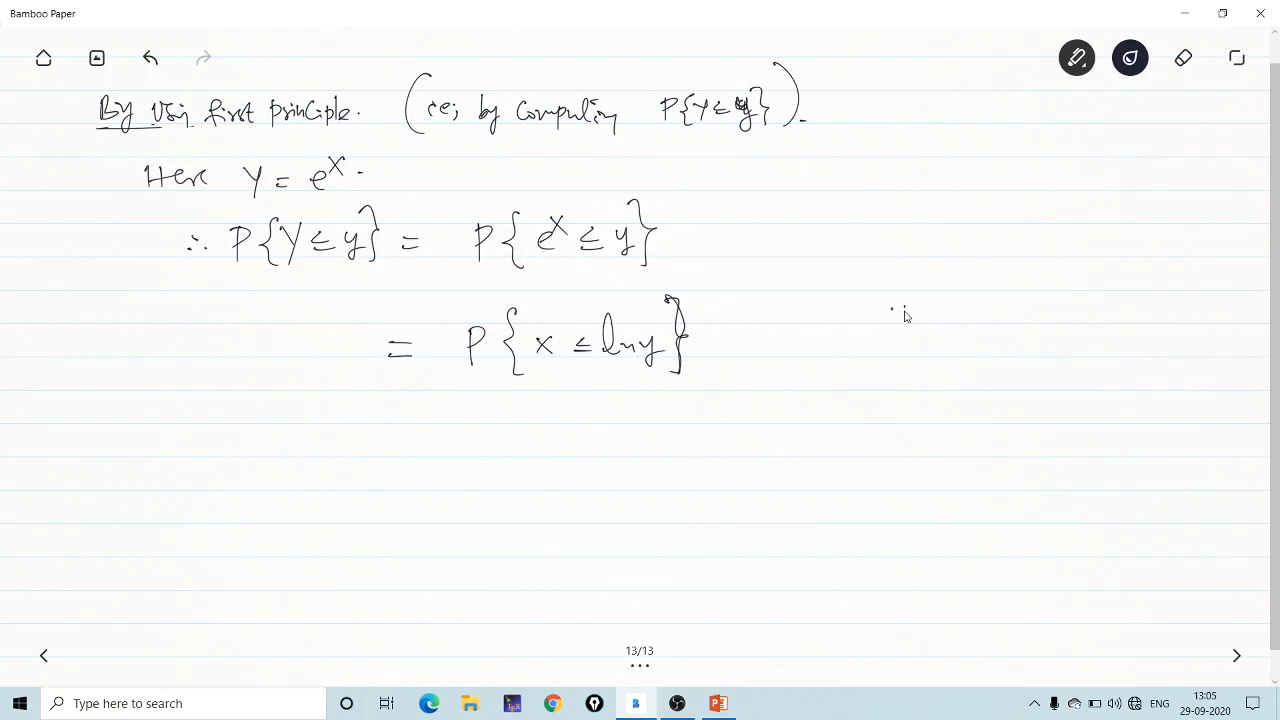 Bamboo Paper
By Using first principle. (ie; by computing P{Y ≤ y}).
Here Y = e^X.
∴ P{Y ≤ y} = P{e^X ≤ y}
= P{x ≤ ln y}
13/13
Type here to search
ENG
13:05
29-09-2020